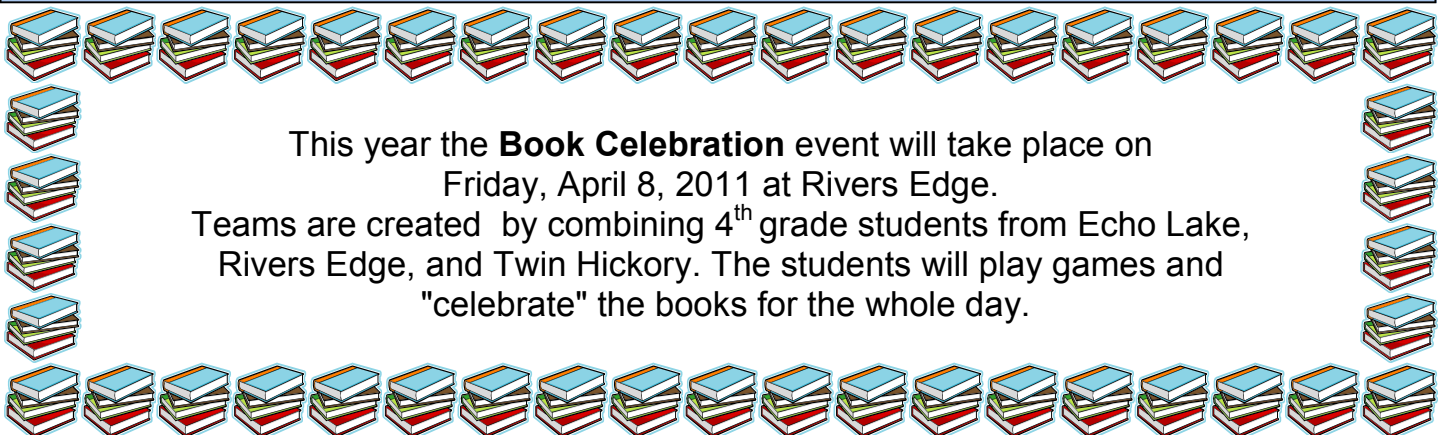 This year the Book Celebration event will take place on
Friday, April 8, 2011 at Rivers Edge.
Teams are created  by combining 4th grade students from Echo Lake,
Rivers Edge, and Twin Hickory. The students will play games and
"celebrate" the books for the whole day.